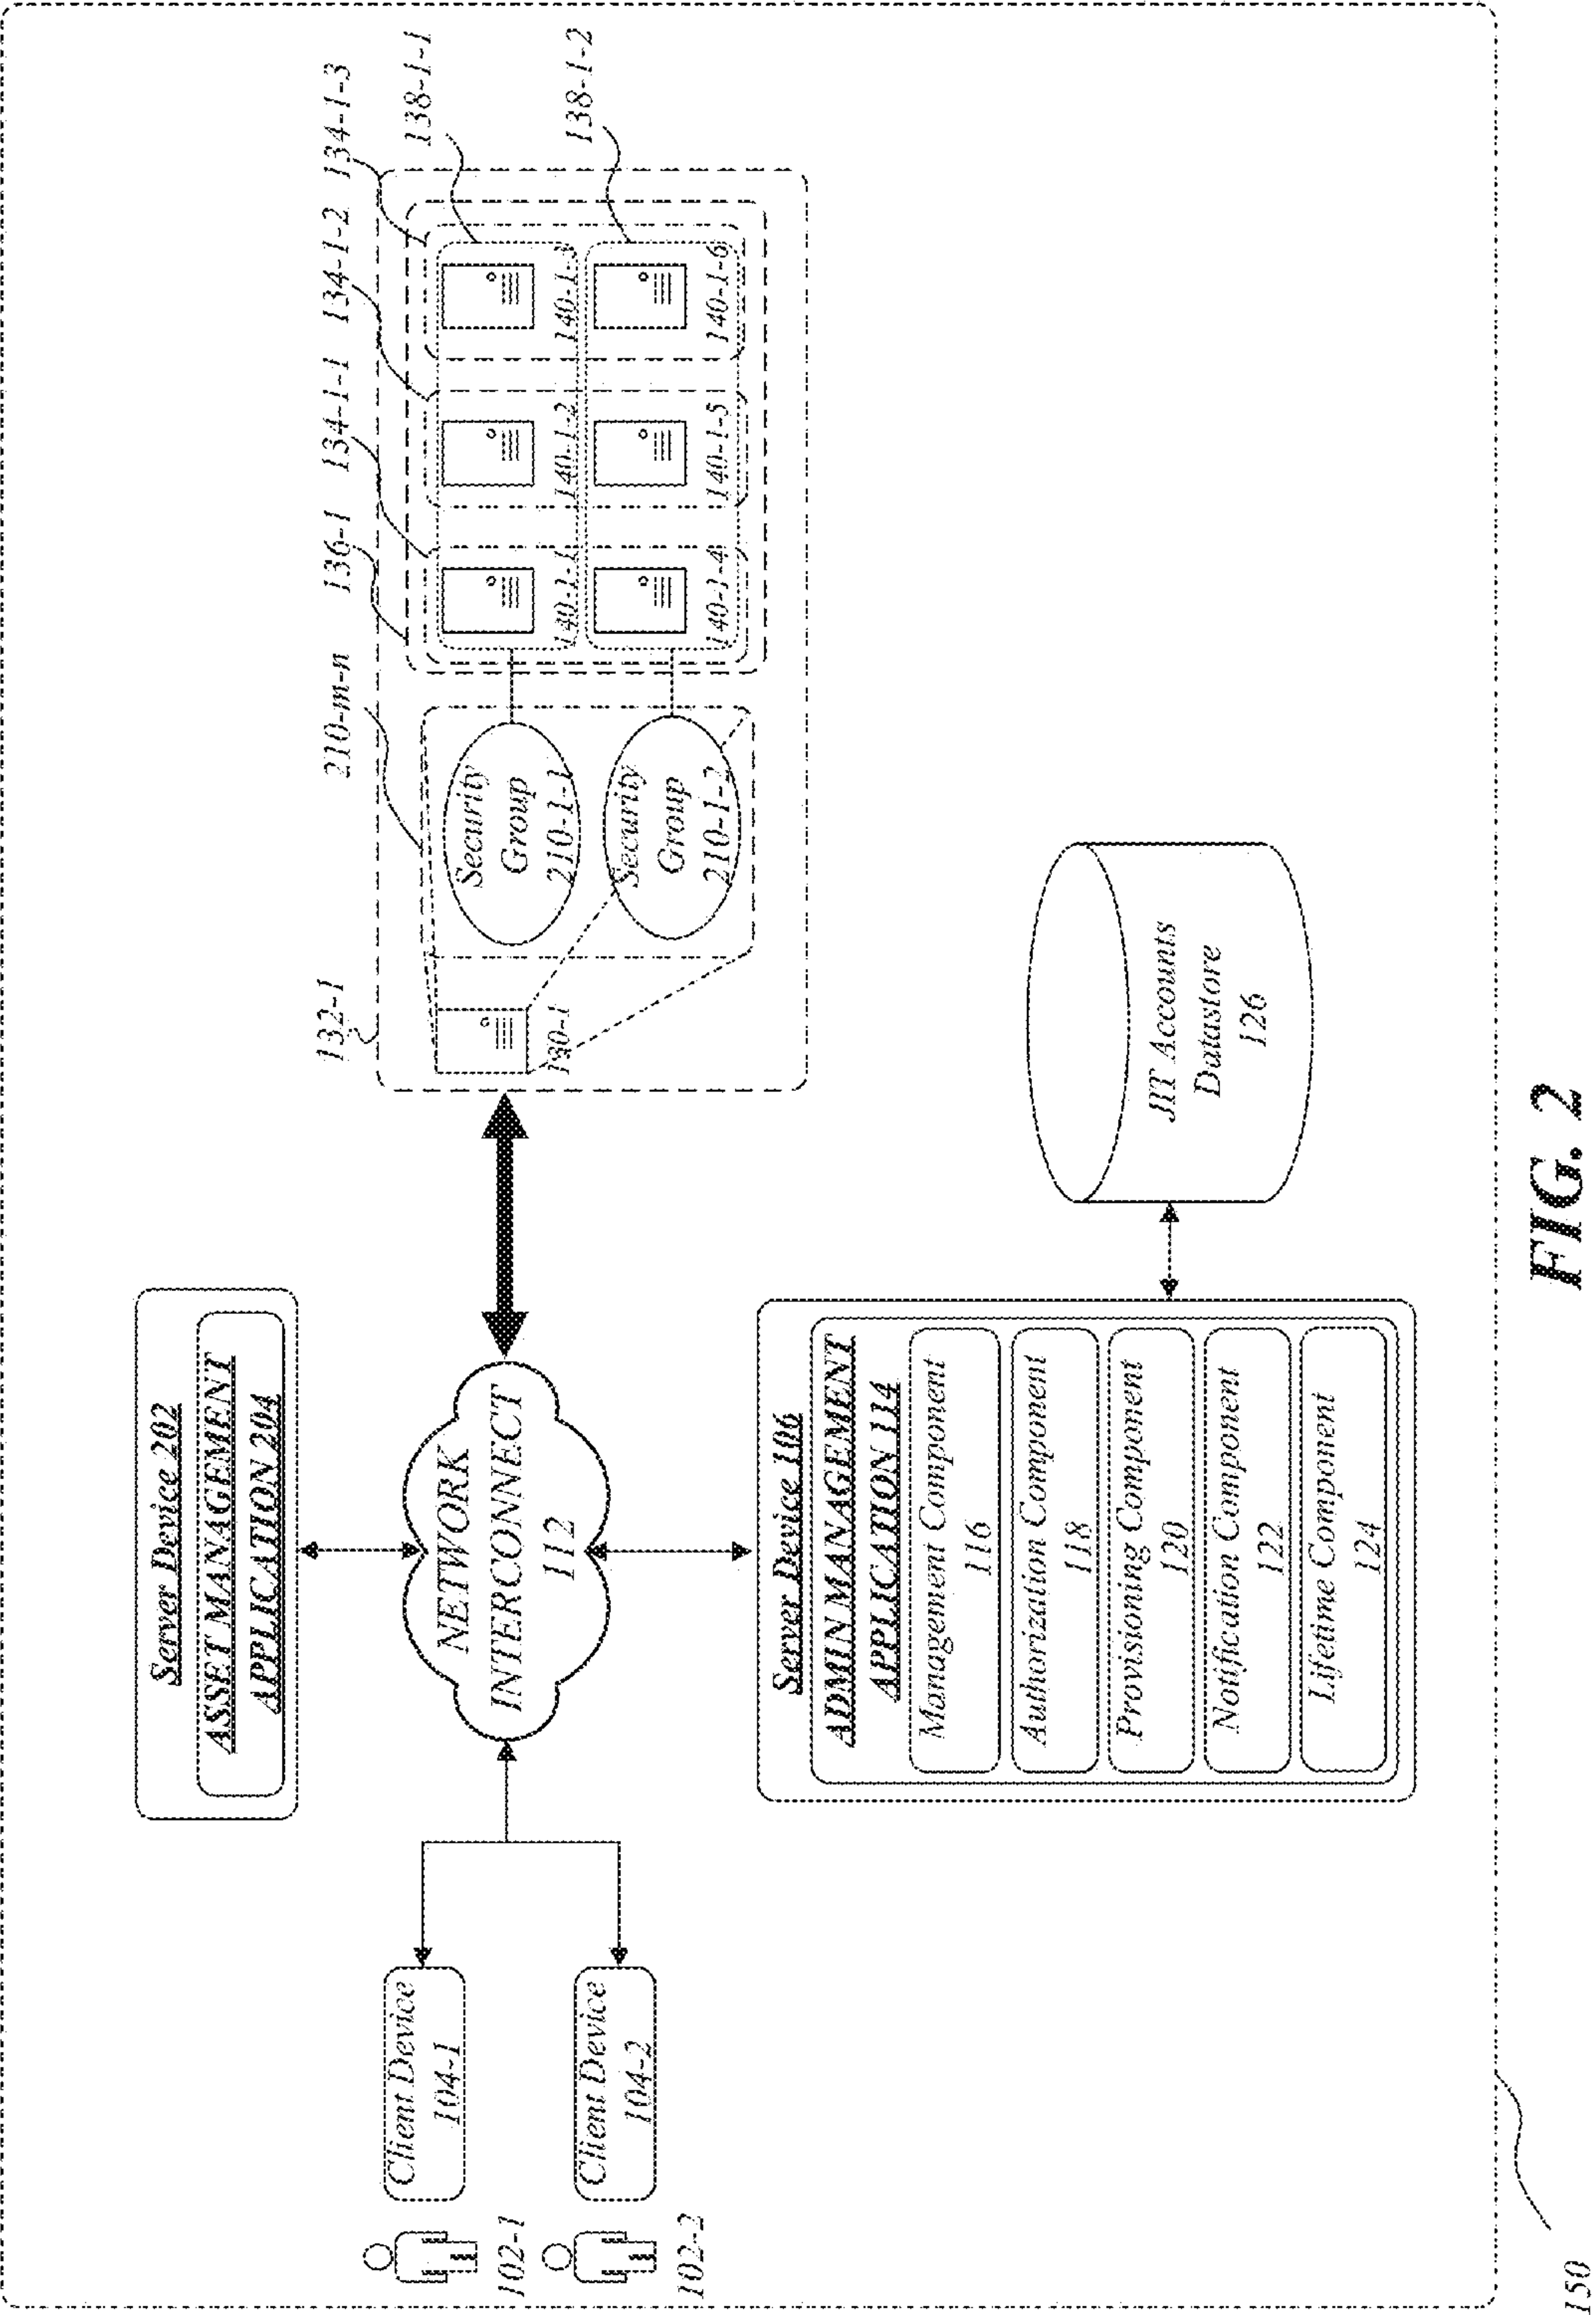 Server Device 202
ASSET MANAGEMENT
APPLICATION 204
132-1
210-m-n
136-1
134-1-1
134-1-2
134-1-3
138-1-1
138-1-2
102-1
Client Device
104-1
102-2
Client Device
104-2
NETWORK
INTERCONNECT
112
130-1
Security
Group
210-1-1
Security
Group
210-1-2
140-1-1
140-1-2
140-1-3
140-1-4
140-1-5
140-1-6
Server Device 106
ADMIN MANAGEMENT
APPLICATION 114
Management Component
116
Authorization Component
118
Provisioning Component
120
Notification Component
122
Lifetime Component
124
JIT Accounts
Datastore
126
150
FIG. 2